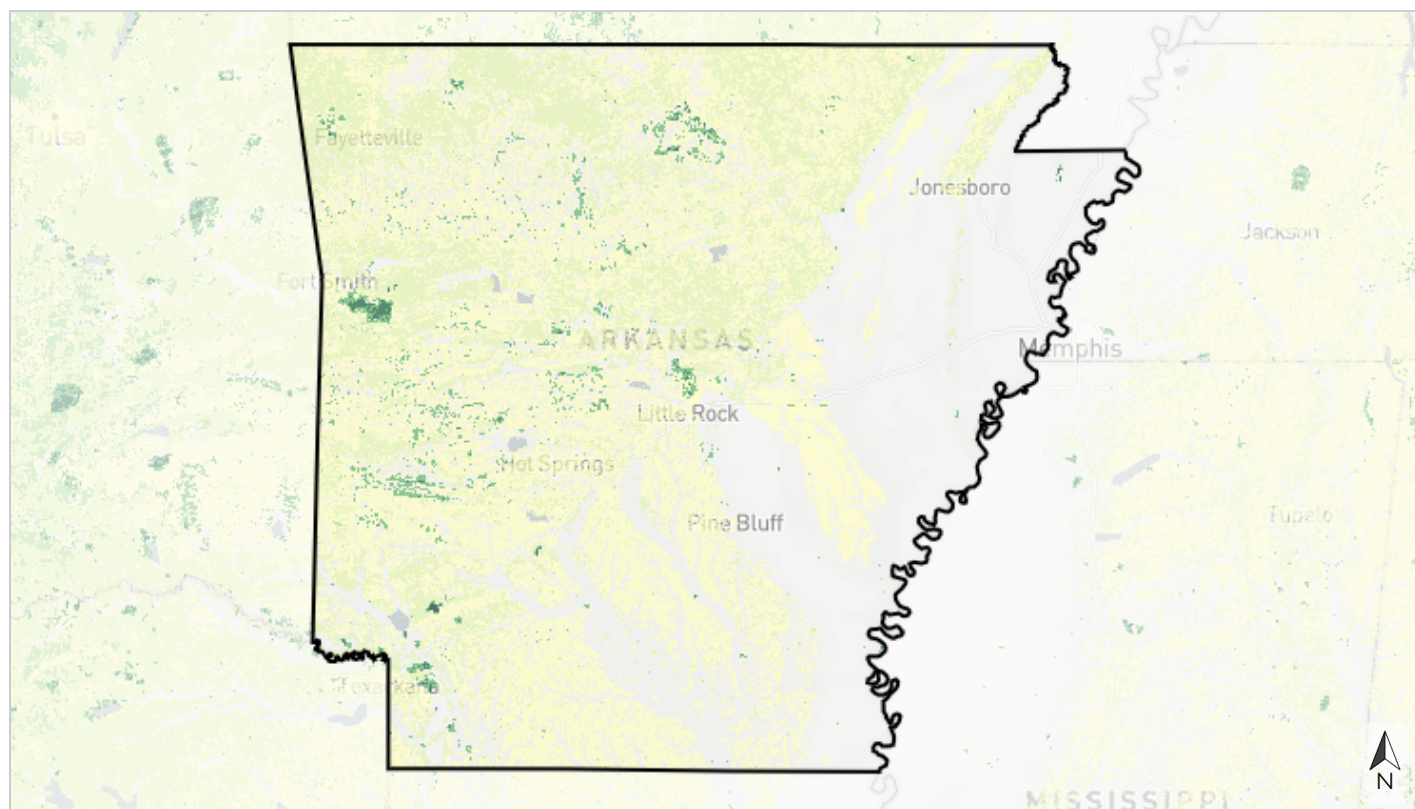 Tulsa
Fayetteville
Jonesboro
Jackson
Fort Smith
ARKANSAS
Memphis
Little Rock
Hot Springs
Pine Bluff
Tupelo
Texarkana
MISSISSIPPI
N